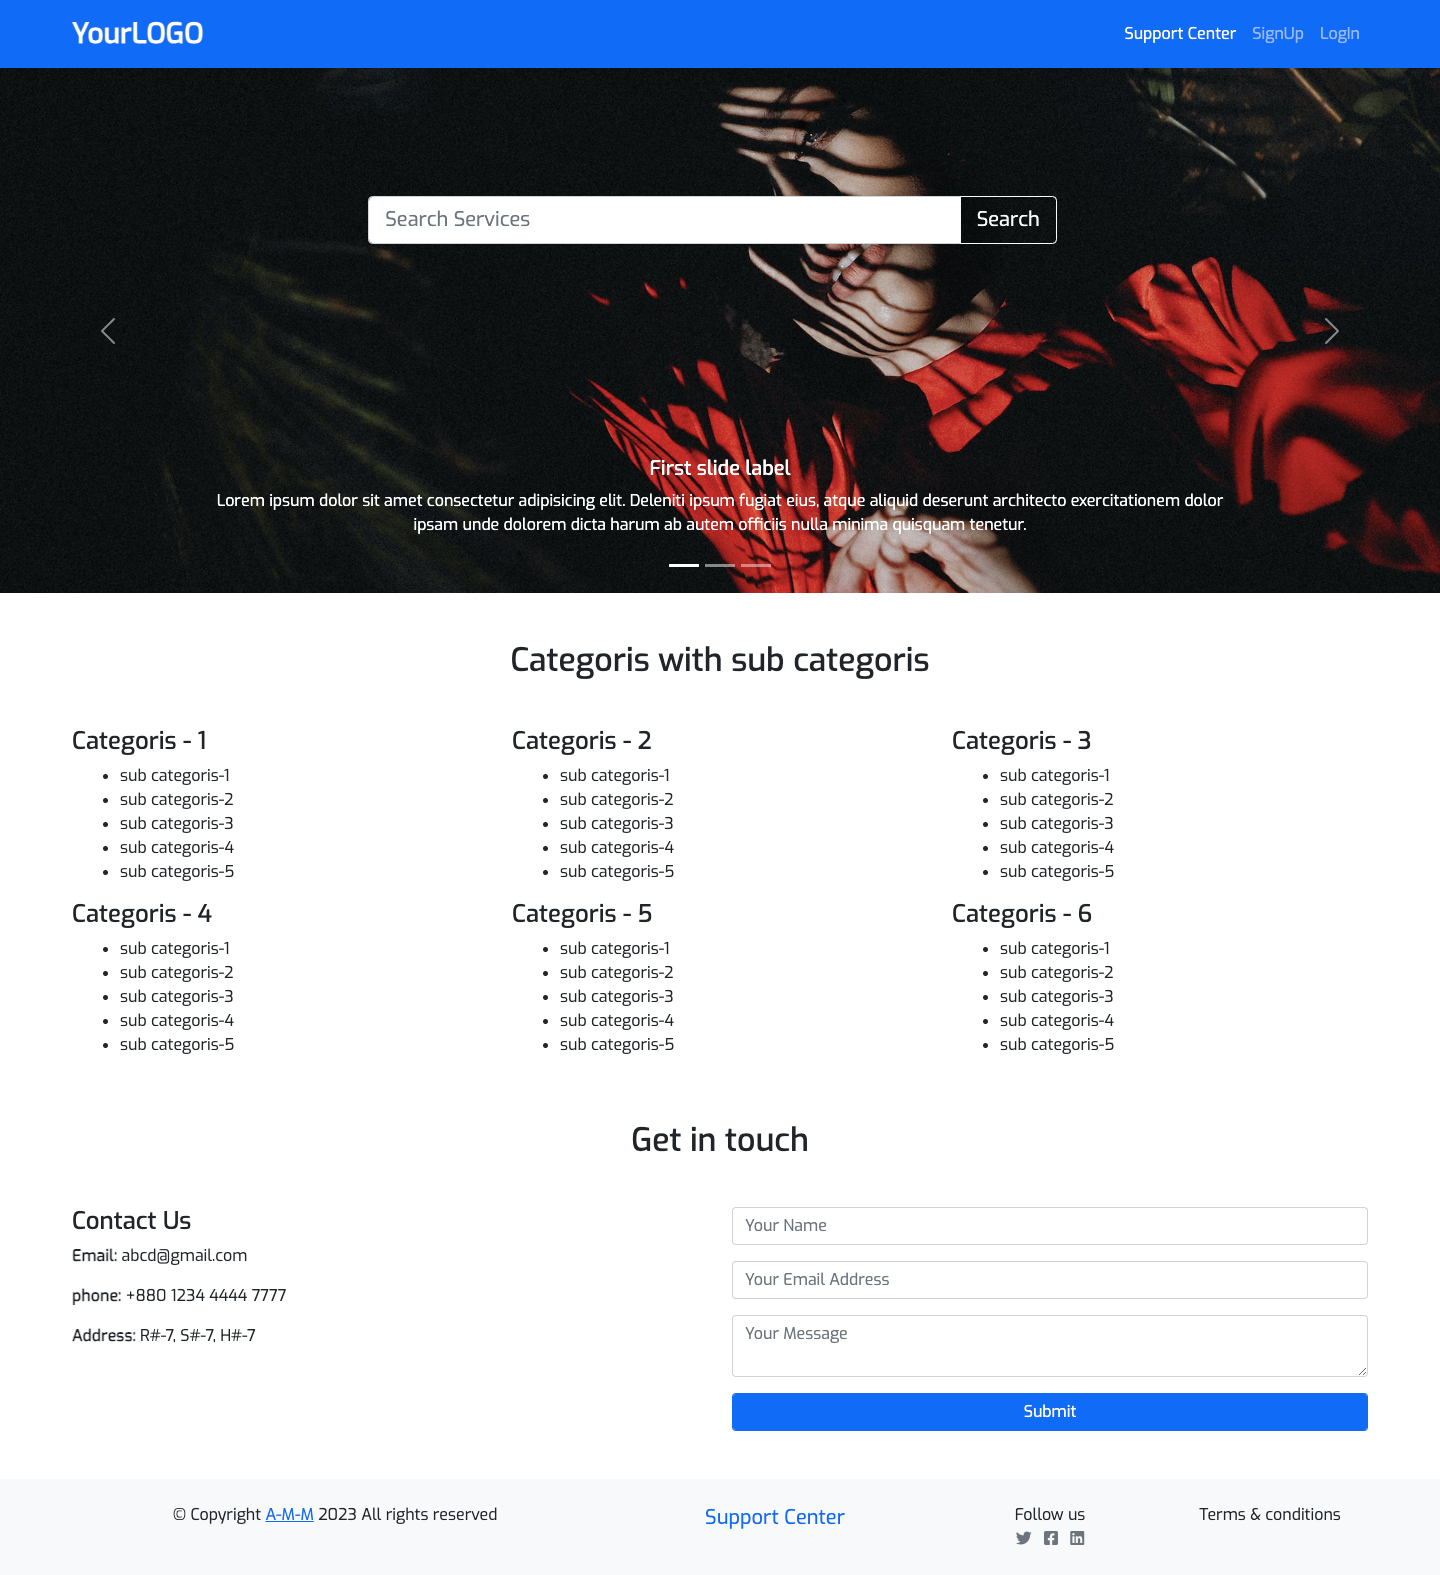 YourLOGO
Support Center SignUp LogIn
Search Services
Search
First slide label
Lorem ipsum dolor sit amet consectetur adipisicing elit. Deleniti ipsum fugiat eius, atque aliquid deserunt architecto exercitationem dolor
ipsam unde dolorem dicta harum ab autem officiis nulla minima quisquam tenetur.
Categoris with sub categoris
Categoris - 1
sub categoris-1
sub categoris-2
sub categoris-3
sub categoris-4
sub categoris-5
Categoris - 2
sub categoris-1
sub categoris-2
sub categoris-3
sub categoris-4
sub categoris-5
Categoris - 3
sub categoris-1
sub categoris-2
sub categoris-3
sub categoris-4
sub categoris-5
Categoris - 4
sub categoris-1
sub categoris-2
sub categoris-3
sub categoris-4
sub categoris-5
Categoris - 5
sub categoris-1
sub categoris-2
sub categoris-3
sub categoris-4
sub categoris-5
Categoris - 6
sub categoris-1
sub categoris-2
sub categoris-3
sub categoris-4
sub categoris-5
Get in touch
Contact Us
Email: abcd@gmail.com
phone: +880 1234 4444 7777
Address: R#-7, S#-7, H#-7
Your Name
Your Email Address
Your Message
Submit
© Copyright A-M-M 2023 All rights reserved
Support Center
Follow us
Terms & conditions